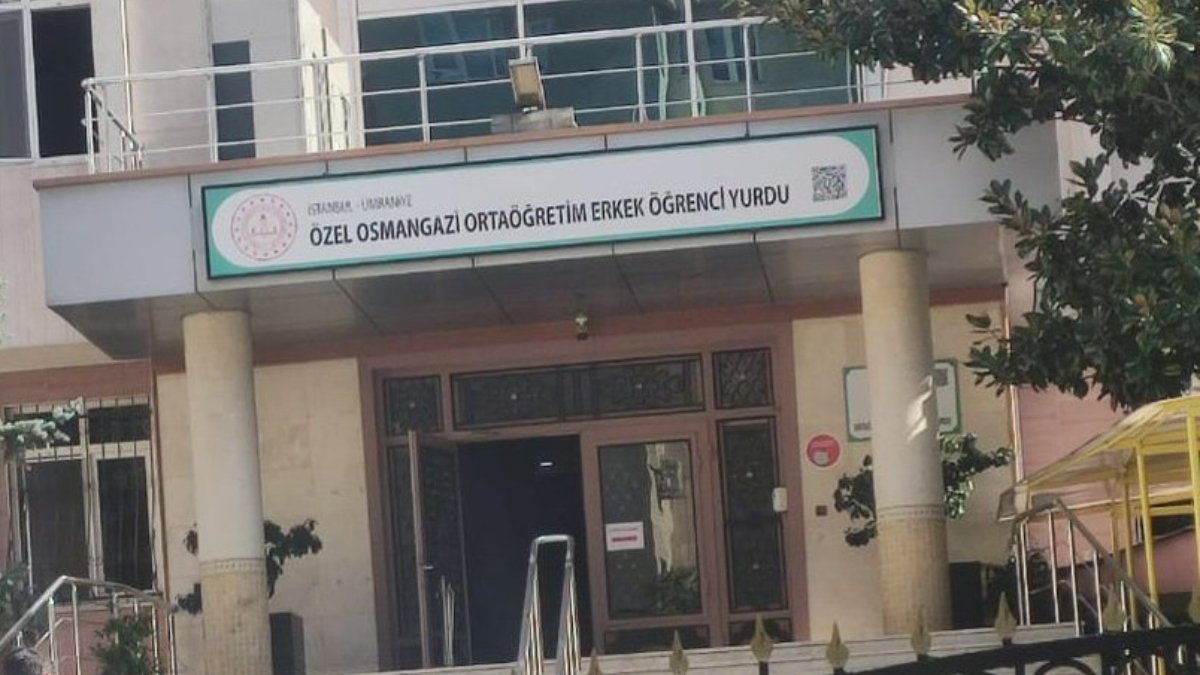 İSTANBUL - ÜMRANİYE
ÖZEL OSMANGAZİ ORTAÖĞRETİM ERKEK ÖĞRENCİ YURDU